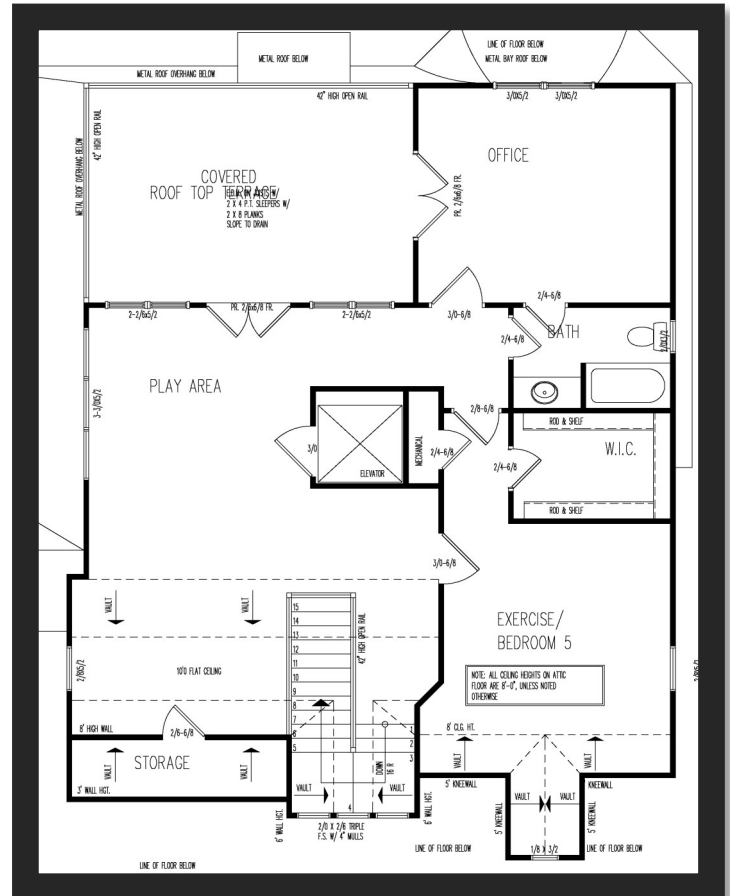 LINE OF FLOOR BELOW
METAL ROOF BELOW
METAL BAY ROOF BELOW
METAL ROOF OVERHANG BELOW
42" HIGH OPEN RAIL
3/0X5/2
3/0X5/2
42" HIGH OPEN RAIL
METAL ROOF OVERHANG BELOW
OFFICE
COVERED
ROOF TOP TERRACE
2 X 4 P.T. SLEEPERS W/
2 X 8 PLANKS
SLOPE TO DRAIN
PR. 2/6x6/8 FR.
2/4-6/8
2-2/6x5/2
PR. 2/6x6/8 FR.
2-2/6x5/2
3/0-6/8
2/4-6/8
BATH
2/0X3/2
PLAY AREA
3-3/0X5/2
2/8-6/8
ROD & SHELF
3/0
ELEVATOR
MECHANICAL
2/4-6/8
2/4-6/8
W.I.C.
ROD & SHELF
3/0-6/8
VAULT
VAULT
15
14
13
12
11
10
9
8
7
6
5
4
3
2
1
42" HIGH OPEN RAIL
EXERCISE/
BEDROOM 5
2/8X5/2
10'0 FLAT CEILING
NOTE: ALL CEILING HEIGHTS ON ATTIC
FLOOR ARE 8'-0", UNLESS NOTED
OTHERWISE
8' HIGH WALL
2/6-6/8
8' CLG. HT.
STORAGE
VAULT
VAULT
DOWN
16 R
VAULT
VAULT
3' WALL HGT.
VAULT
VAULT
5' KNEEWALL
KNEEWALL
VAULT
VAULT
6' WALL HGT.
6' WALL HGT.
5' KNEEWALL
5' KNEEWALL
2/0 X 2/6 TRIPLE
F.S. W/ 4" MULLS
LINE OF FLOOR BELOW
1/8 X 3/2
LINE OF FLOOR BELOW
LINE OF FLOOR BELOW